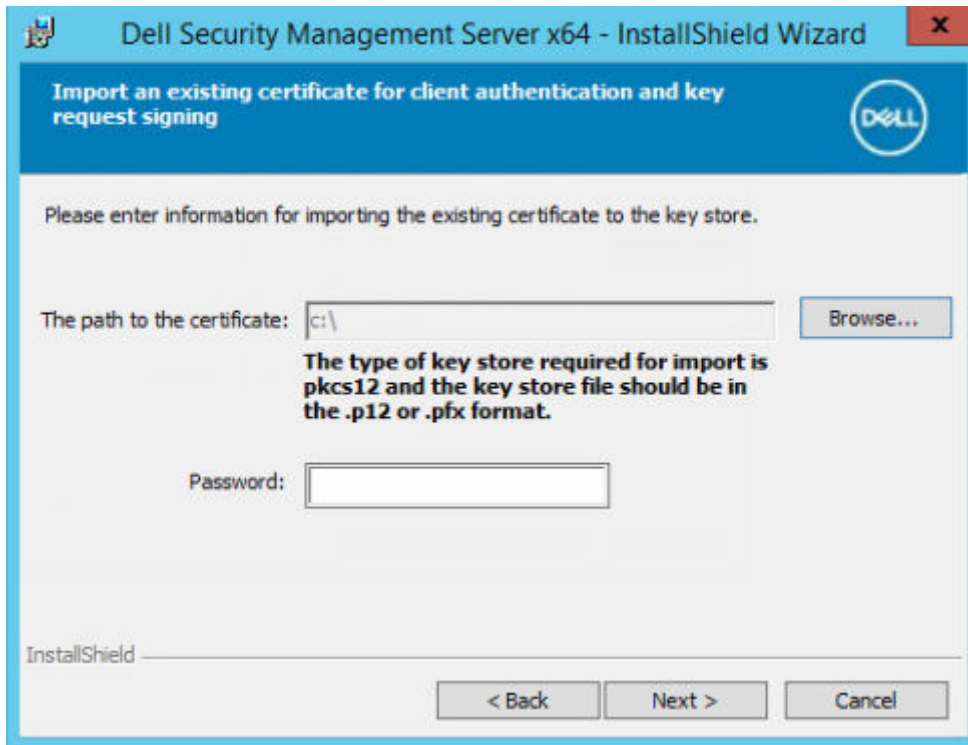 Dell Security Management Server x64 - InstallShield Wizard
x
Import an existing certificate for client authentication and key
request signing
DELL
Please enter information for importing the existing certificate to the key store.
The path to the certificate: c:\ Browse...
The type of key store required for import is
pkcs12 and the key store file should be in
the .p12 or .pfx format.
Password:
InstallShield
< Back Next > Cancel